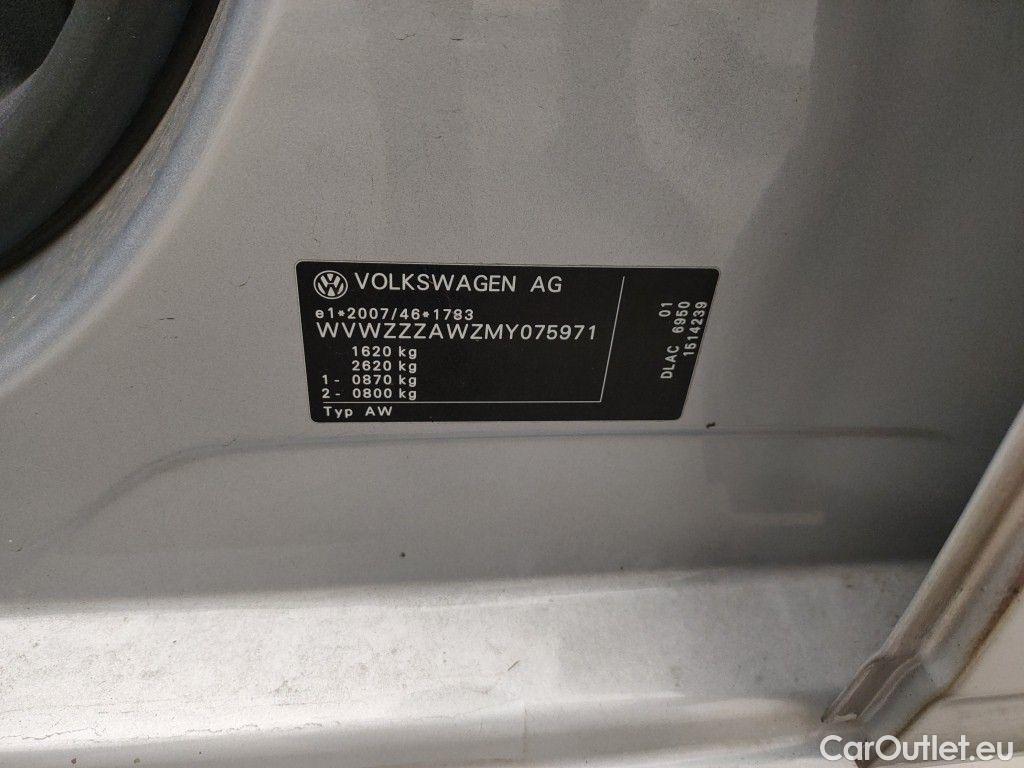 VOLKSWAGEN AG
e1*2007/46*1783
WVWZZZAWZMY075971
1620 kg
2620 kg
1- 0870 kg
2- 0800 kg
Typ AW
01
DLAC 6950
1514239
CarOutlet.eu